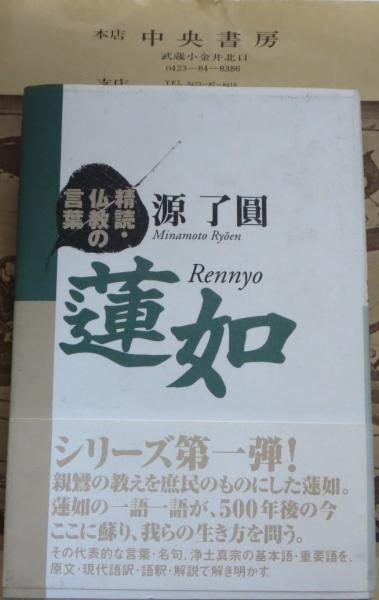 本店 中央書房
武蔵小金井北口
0423—84—8386
支店
精読・
仏教の
言葉
源 了圓
Minamoto Ryōen
Rennyo
蓮如
シリーズ第一弾！
親鸞の教えを庶民のものにした蓮如。
蓮如の一語一語が、500年後の今
ここに蘇り、我らの生き方を問う。
その代表的な言葉・名句、浄土真宗の基本語・重要語を、
原文・現代語訳・語釈・解説で解き明かす。